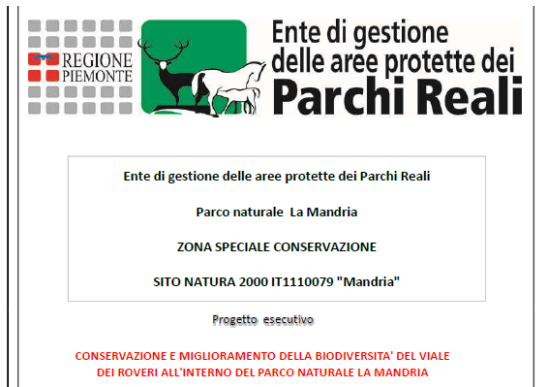 REGIONE
PIEMONTE
Ente di gestione
delle aree protette dei
Parchi Reali
Ente di gestione delle aree protette dei Parchi Reali
Parco naturale La Mandria
ZONA SPECIALE CONSERVAZIONE
SITO NATURA 2000 IT1110079 "Mandria"
Progetto esecutivo
CONSERVAZIONE E MIGLIORAMENTO DELLA BIODIVERSITA' DEL VIALE
DEI ROVERI ALL'INTERNO DEL PARCO NATURALE LA MANDRIA